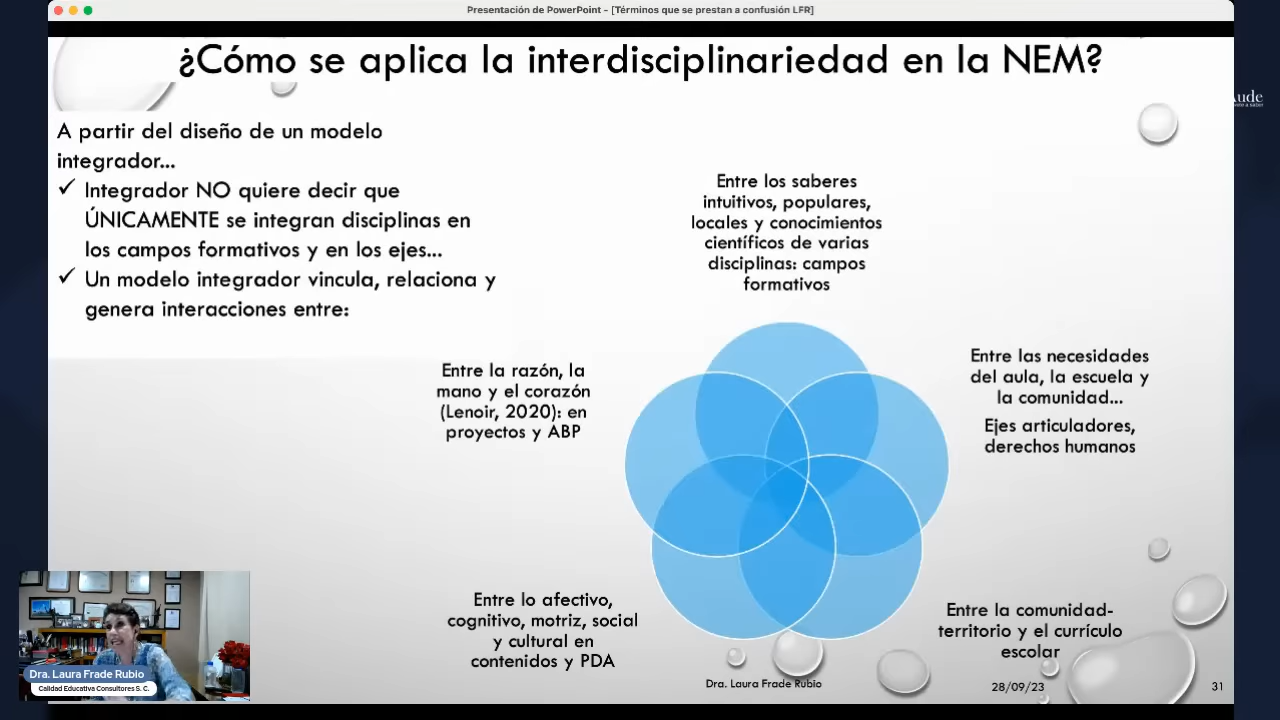 Presentación de PowerPoint - [Términos que se prestan a confusión LFR]
¿Cómo se aplica la interdisciplinariedad en la NEM?
A partir del diseño de un modelo
integrador...
✓ Integrador NO quiere decir que
ÚNICAMENTE se integran disciplinas en
los campos formativos y en los ejes...
✓ Un modelo integrador vincula, relaciona y
genera interacciones entre:
Entre los saberes
intuitivos, populares,
locales y conocimientos
científicos de varias
disciplinas: campos
formativos
Entre las necesidades
del aula, la escuela y
la comunidad...
Ejes articuladores,
derechos humanos
Entre la comunidad-
territorio y el currículo
escolar
Entre lo afectivo,
cognitivo, motriz, social
y cultural en
contenidos y PDA
Entre la razón, la
mano y el corazón
(Lenoir, 2020): en
proyectos y ABP
Dra. Laura Frade Rubio
28/09/23
31
Dra. Laura Frade Rubio
Calidad Educativa Consultores S. C.